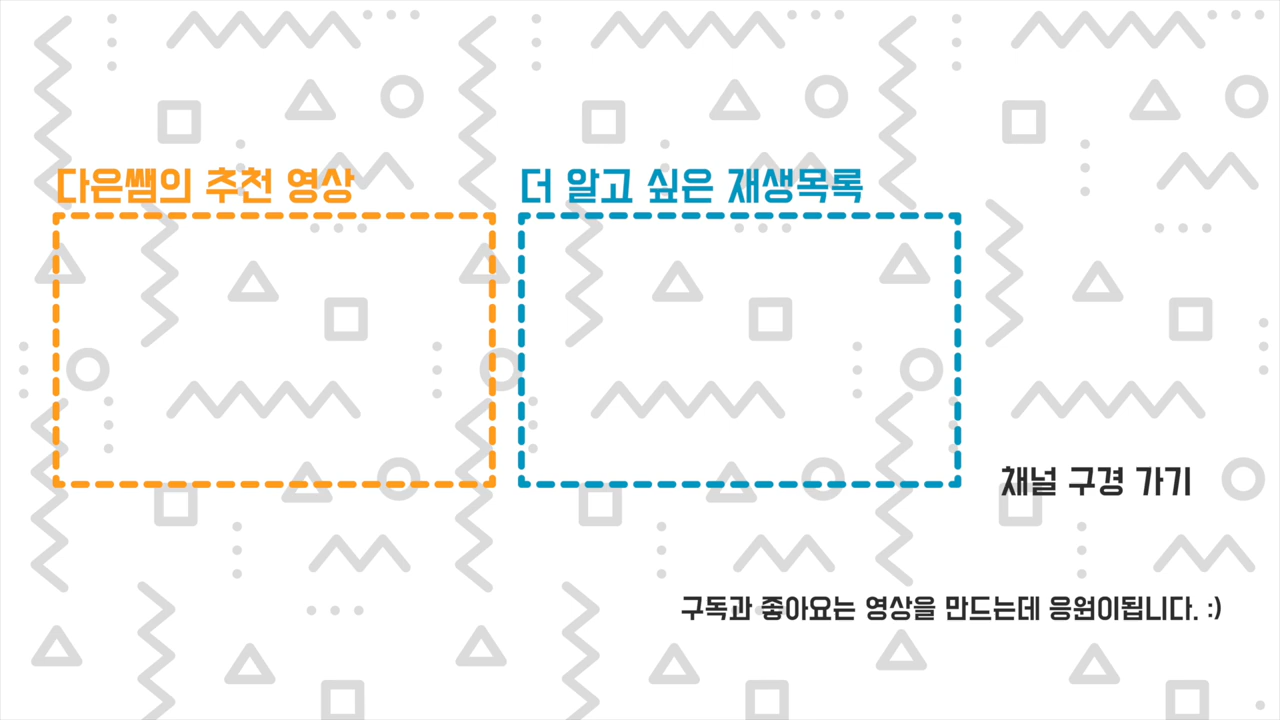 다은쌤의 추천 영상
더 알고 싶은 재생목록
채널 구경 가기
구독과 좋아요는 영상을 만드는데 응원이됩니다. :)